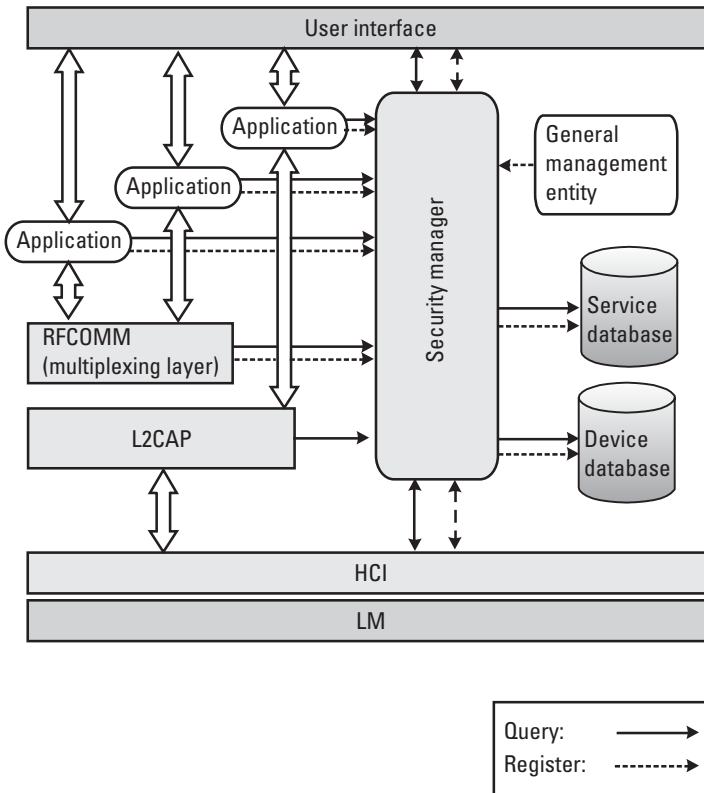 User interface
Application
General
management
entity
Application
Application
Security manager
Service
database
RFCOMM
(multiplexing layer)
L2CAP
Device
database
HCI
LM
Query:
Register: